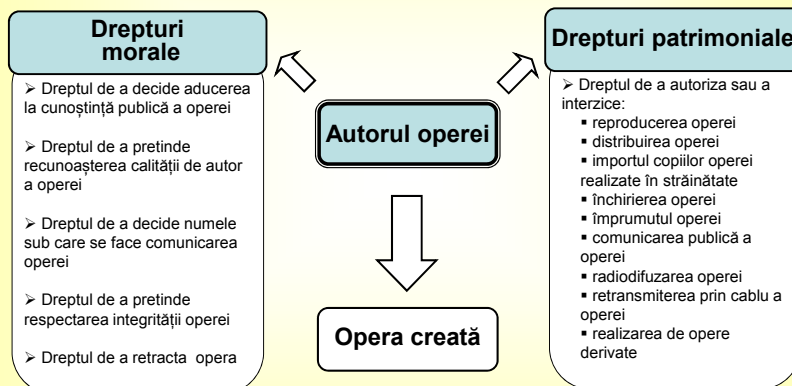 Drepturi
morale
➢ Dreptul de a decide aducerea
la cunoștință publică a operei
➢ Dreptul de a pretinde
recunoașterea calității de autor
a operei
➢ Dreptul de a decide numele
sub care se face comunicarea
operei
➢ Dreptul de a pretinde
respectarea integrității operei
➢ Dreptul de a retracta opera
Autorul operei
Opera creată
Drepturi patrimoniale
➢ Dreptul de a autoriza sau a
interzice:
▪ reproducerea operei
▪ distribuirea operei
▪ importul copiilor operei
realizate în străinătate
▪ închirierea operei
▪ împrumutul operei
▪ comunicarea publică a
operei
▪ radiodifuzarea operei
▪ retransmiterea prin cablu a
operei
▪ realizarea de opere
derivate